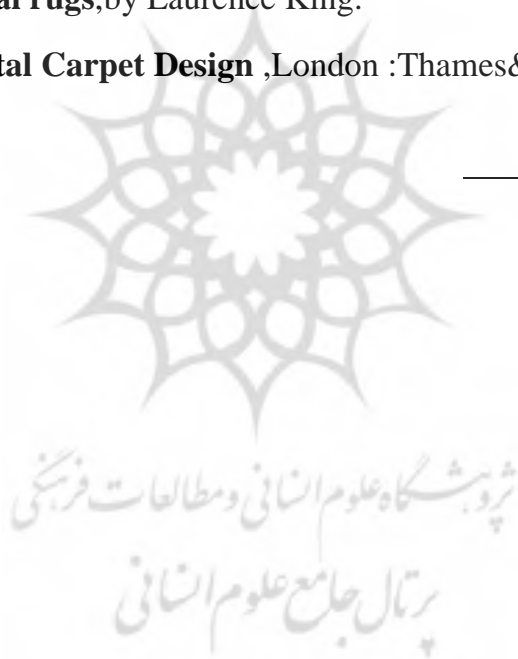 al rugs,by Laurence King.
tal Carpet Design ,London :Thames&
پژوهشگاه علوم انسانی و مطالعات فرهنگی
پرتال جامع علوم انسانی